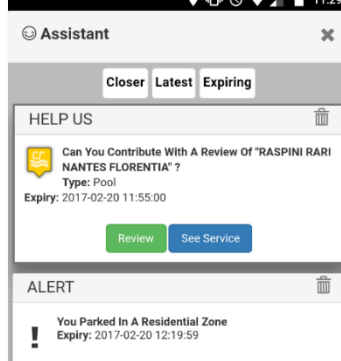 11:29
Assistant
Closer Latest Expiring
HELP US
Can You Contribute With A Review Of "RASPINI RARI
NANTES FLORENTIA" ?
Type: Pool
Expiry: 2017-02-20 11:55:00
Review See Service
ALERT
You Parked In A Residential Zone
Expiry: 2017-02-20 12:19:59